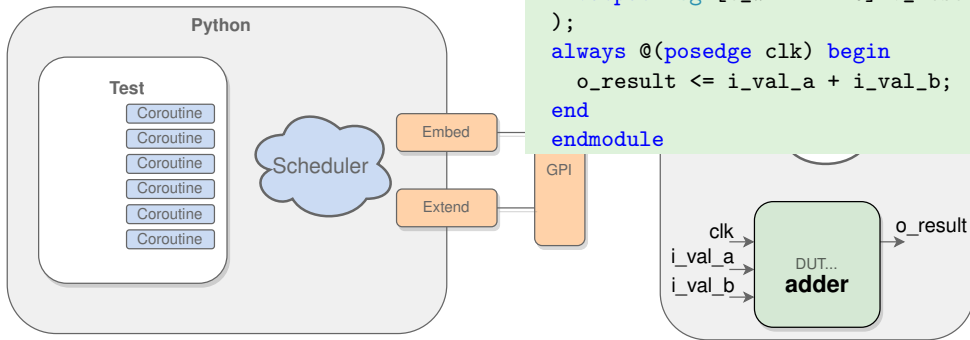 Python
Test
Coroutine
Coroutine
Coroutine
Coroutine
Coroutine
Coroutine
Scheduler
Embed
Extend
GPI
);
always @(posedge clk) begin
  o_result <= i_val_a + i_val_b;
end
endmodule
clk
i_val_a
i_val_b
DUT...
adder
o_result